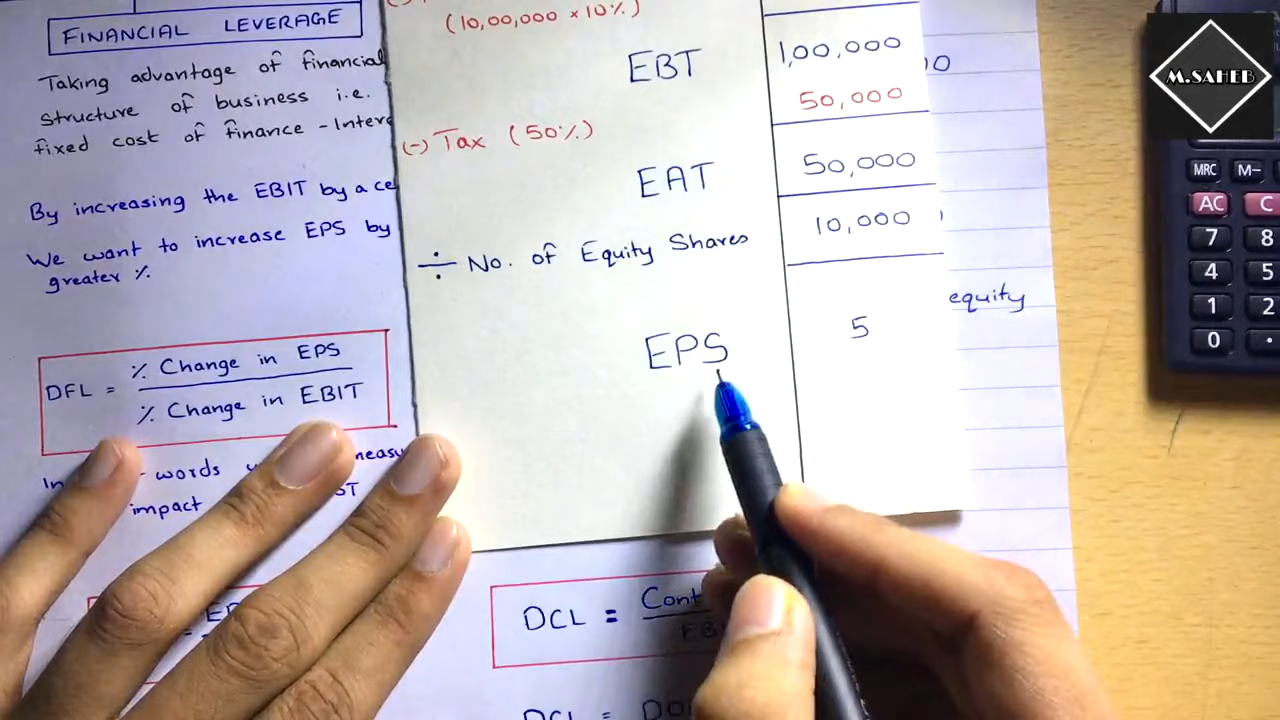 FINANCIAL LEVERAGE
Taking advantage of financial
structure of business i.e.
fixed cost of finance -
By increasing the EBIT by a
We want to increase EPS by
greater %
DFL = % Change in EPS
% Change in EBIT
words
impact
(10,00,000 × 10%)
EBT 1,00,000
50,000
(-) Tax (50%)
EAT 50,000
÷ No. of Equity Shares 10,000
EPS 5
equity
DCL =
DCL =
M.SAHEB
MRC M-
AC C
7 8
4 5
1 2
0 .